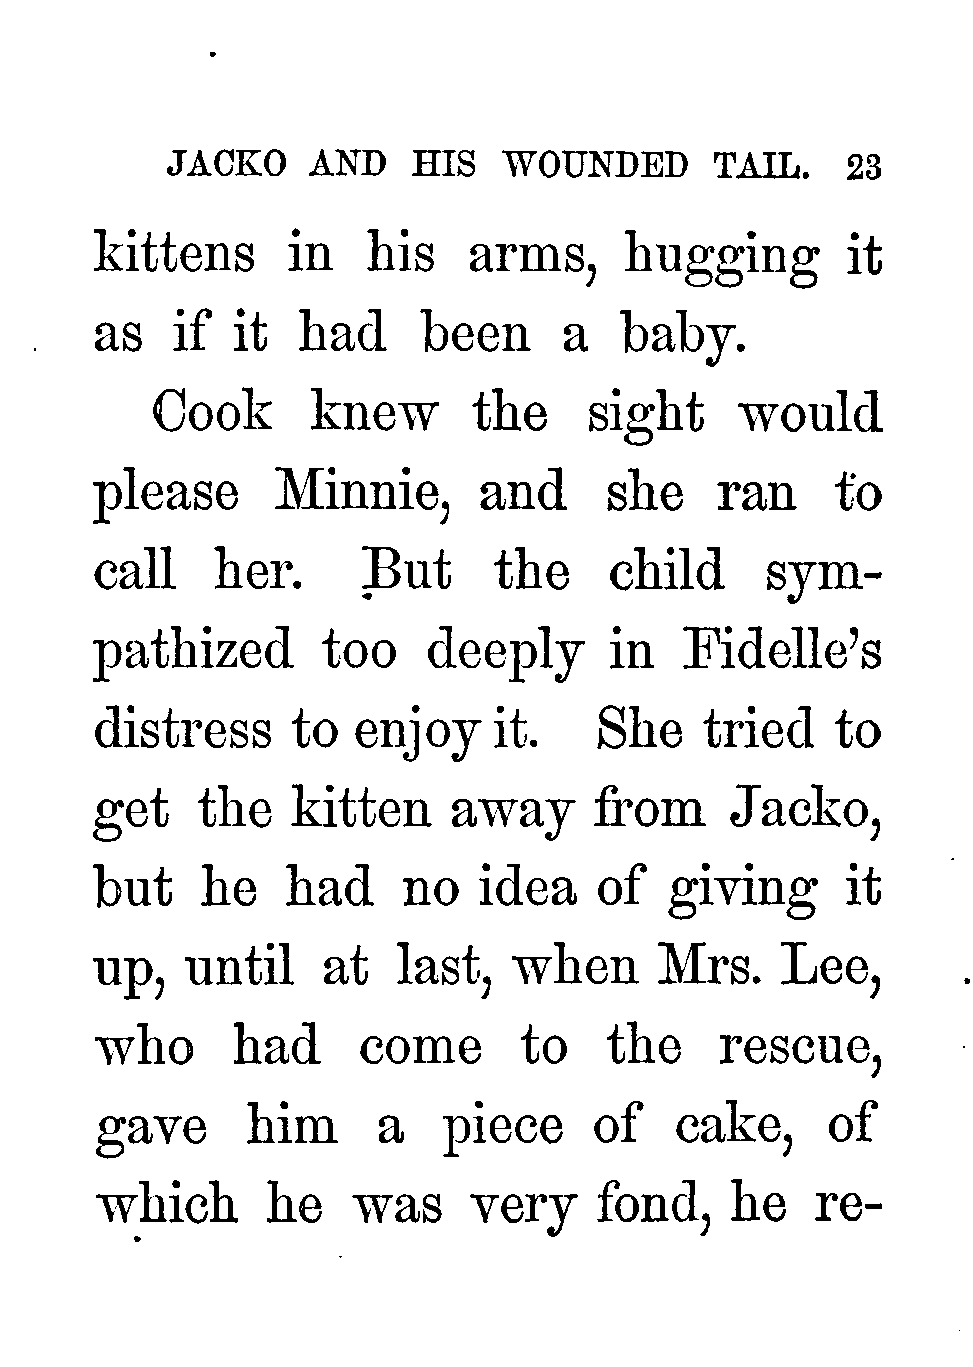 JACKO AND HIS WOUNDED TAIL. 23
kittens in his arms, hugging it
as if it had been a baby.
Cook knew the sight would
please Minnie, and she ran to
call her. But the child sym-
pathized too deeply in Fidelle's
distress to enjoy it. She tried to
get the kitten away from Jacko,
but he had no idea of giving it
up, until at last, when Mrs. Lee,
who had come to the rescue,
gave him a piece of cake, of
which he was very fond, he re-